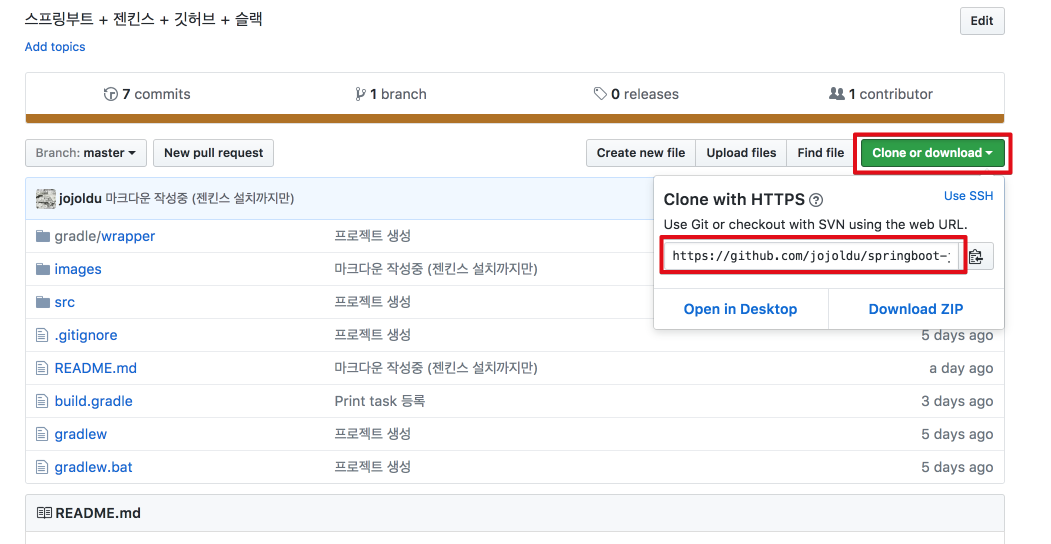 스프링부트 + 젠킨스 + 깃허브 + 슬랙
Edit
Add topics
7 commits 1 branch 0 releases 1 contributor
Branch: master New pull request Create new file Upload files Find file Clone or download
jojoldu 마크다운 작성중 (젠킨스 설치까지만)
Clone with HTTPS ? Use SSH
Use Git or checkout with SVN using the web URL.
https://github.com/jojoldu/springboot-
Open in Desktop Download ZIP
gradle/wrapper 프로젝트 생성
images 마크다운 작성중 (젠킨스 설치까지만)
src 프로젝트 생성
.gitignore 프로젝트 생성 5 days ago
README.md 마크다운 작성중 (젠킨스 설치까지만) a day ago
build.gradle Print task 등록 3 days ago
gradlew 프로젝트 생성 5 days ago
gradlew.bat 프로젝트 생성 5 days ago
README.md